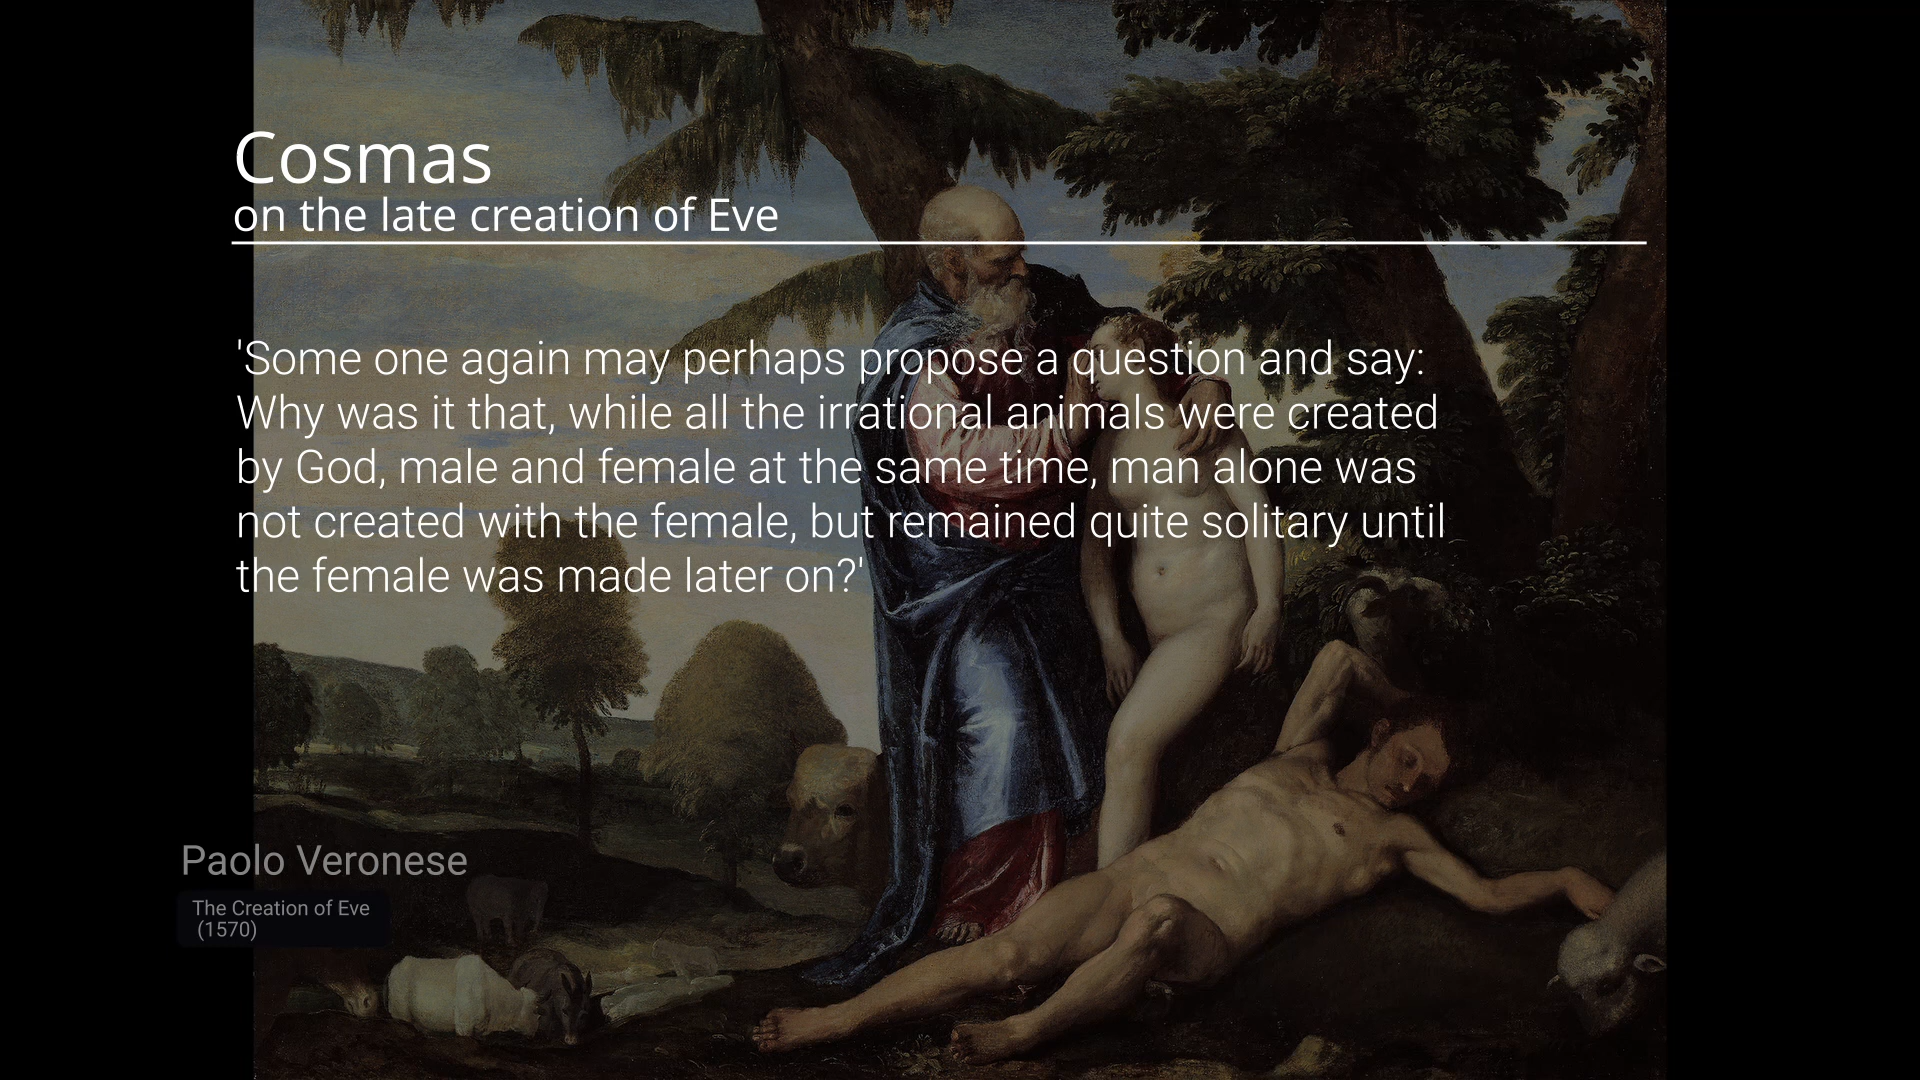 Cosmas
on the late creation of Eve
'Some one again may perhaps propose a question and say:
Why was it that, while all the irrational animals were created
by God, male and female at the same time, man alone was
not created with the female, but remained quite solitary until
the female was made later on?'
Paolo Veronese
The Creation of Eve
(1570)